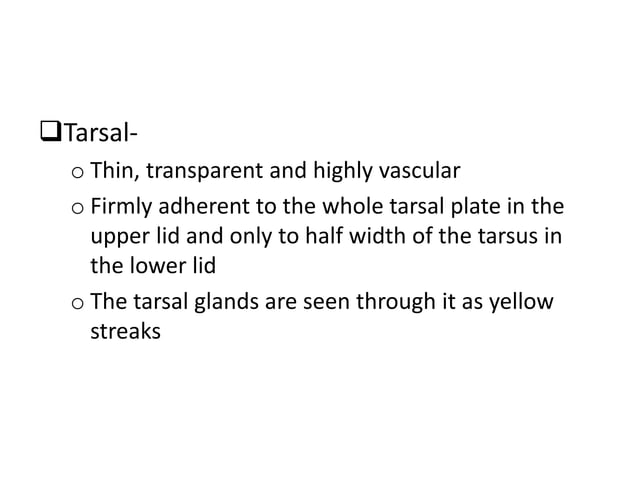 ❑Tarsal-
o Thin, transparent and highly vascular
o Firmly adherent to the whole tarsal plate in the
upper lid and only to half width of the tarsus in
the lower lid
o The tarsal glands are seen through it as yellow
streaks